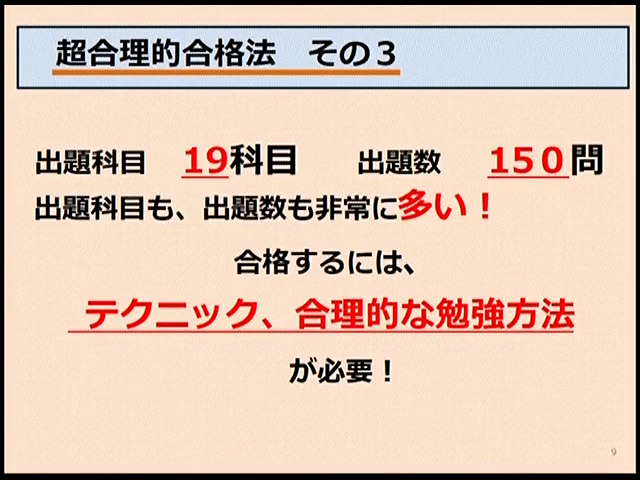 超合理的合格法　その３
出題科目　19科目　　出題数　１５０問
出題科目も、出題数も非常に多い！
合格するには、
テクニック、合理的な勉強方法
が必要！
9